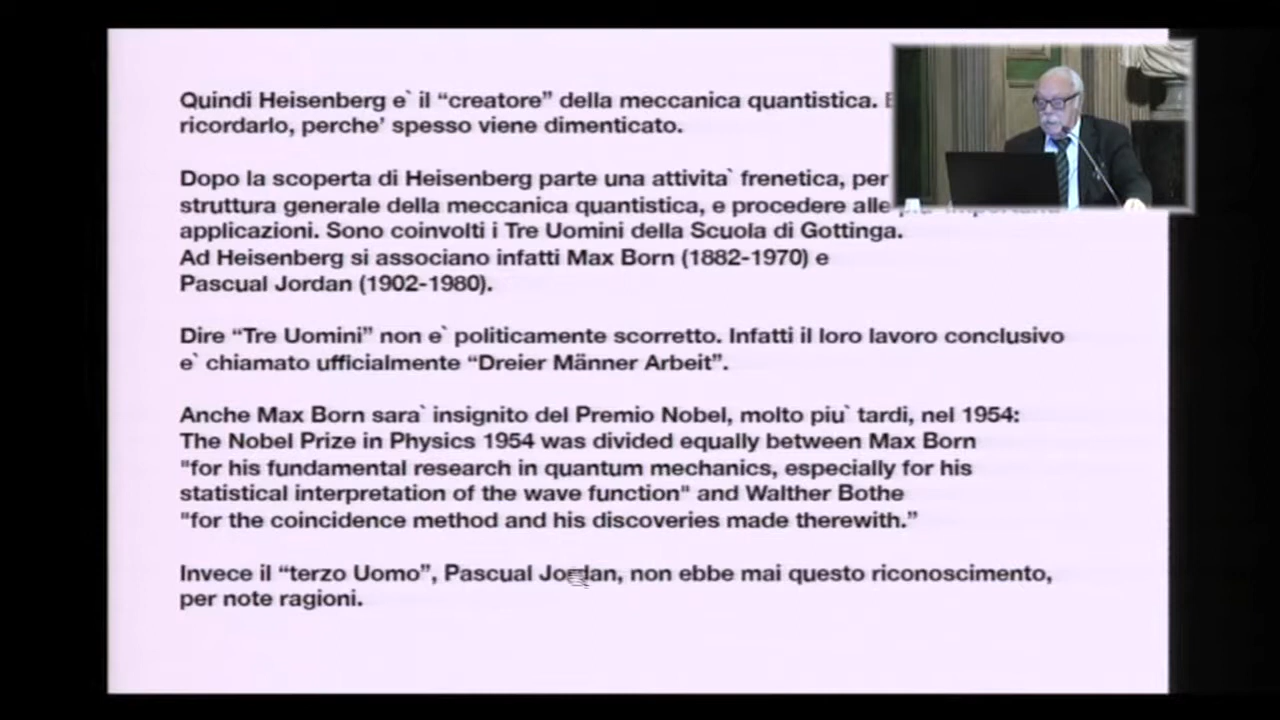 Quindi Heisenberg e` il “creatore” della meccanica quantistica.
ricordarlo, perche’ spesso viene dimenticato.
Dopo la scoperta di Heisenberg parte una attivita` frenetica, per
struttura generale della meccanica quantistica, e procedere alle
applicazioni. Sono coinvolti i Tre Uomini della Scuola di Gottinga.
Ad Heisenberg si associano infatti Max Born (1882-1970) e
Pascual Jordan (1902-1980).
Dire “Tre Uomini” non e` politicamente scorretto. Infatti il loro lavoro conclusivo
e` chiamato ufficialmente “Dreier Männer Arbeit”.
Anche Max Born sara` insignito del Premio Nobel, molto piu` tardi, nel 1954:
The Nobel Prize in Physics 1954 was divided equally between Max Born
"for his fundamental research in quantum mechanics, especially for his
statistical interpretation of the wave function" and Walther Bothe
"for the coincidence method and his discoveries made therewith.”
Invece il “terzo Uomo”, Pascual Jordan, non ebbe mai questo riconoscimento,
per note ragioni.